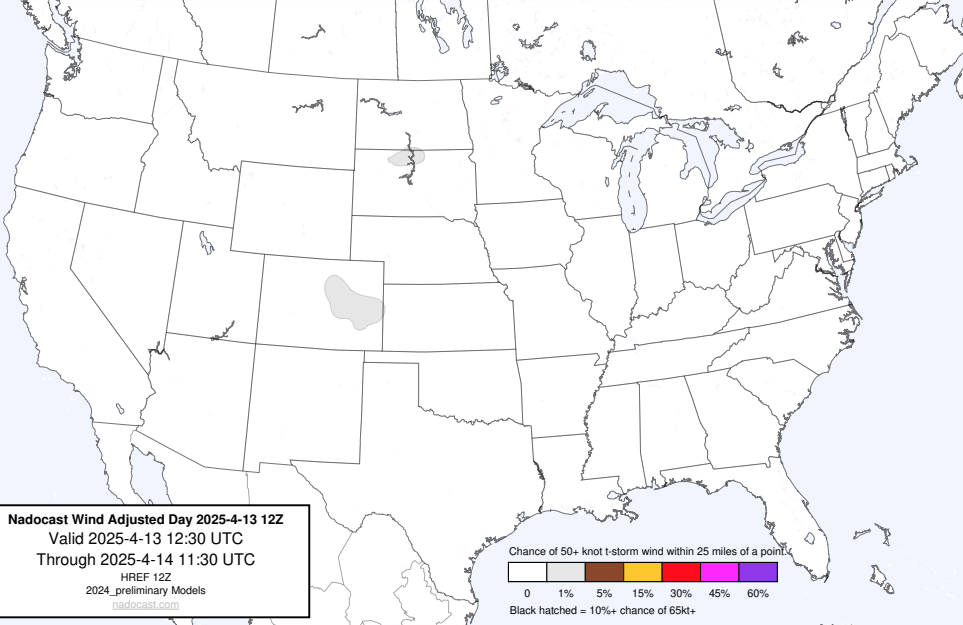 Nadocast Wind Adjusted Day 2025-4-13 12Z
Valid 2025-4-13 12:30 UTC
Through 2025-4-14 11:30 UTC
HREF 12Z
2024_preliminary Models
nadocast.com
Chance of 50+ knot t-storm wind within 25 miles of a point.
0 1% 5% 15% 30% 45% 60%
Black hatched = 10%+ chance of 65kt+